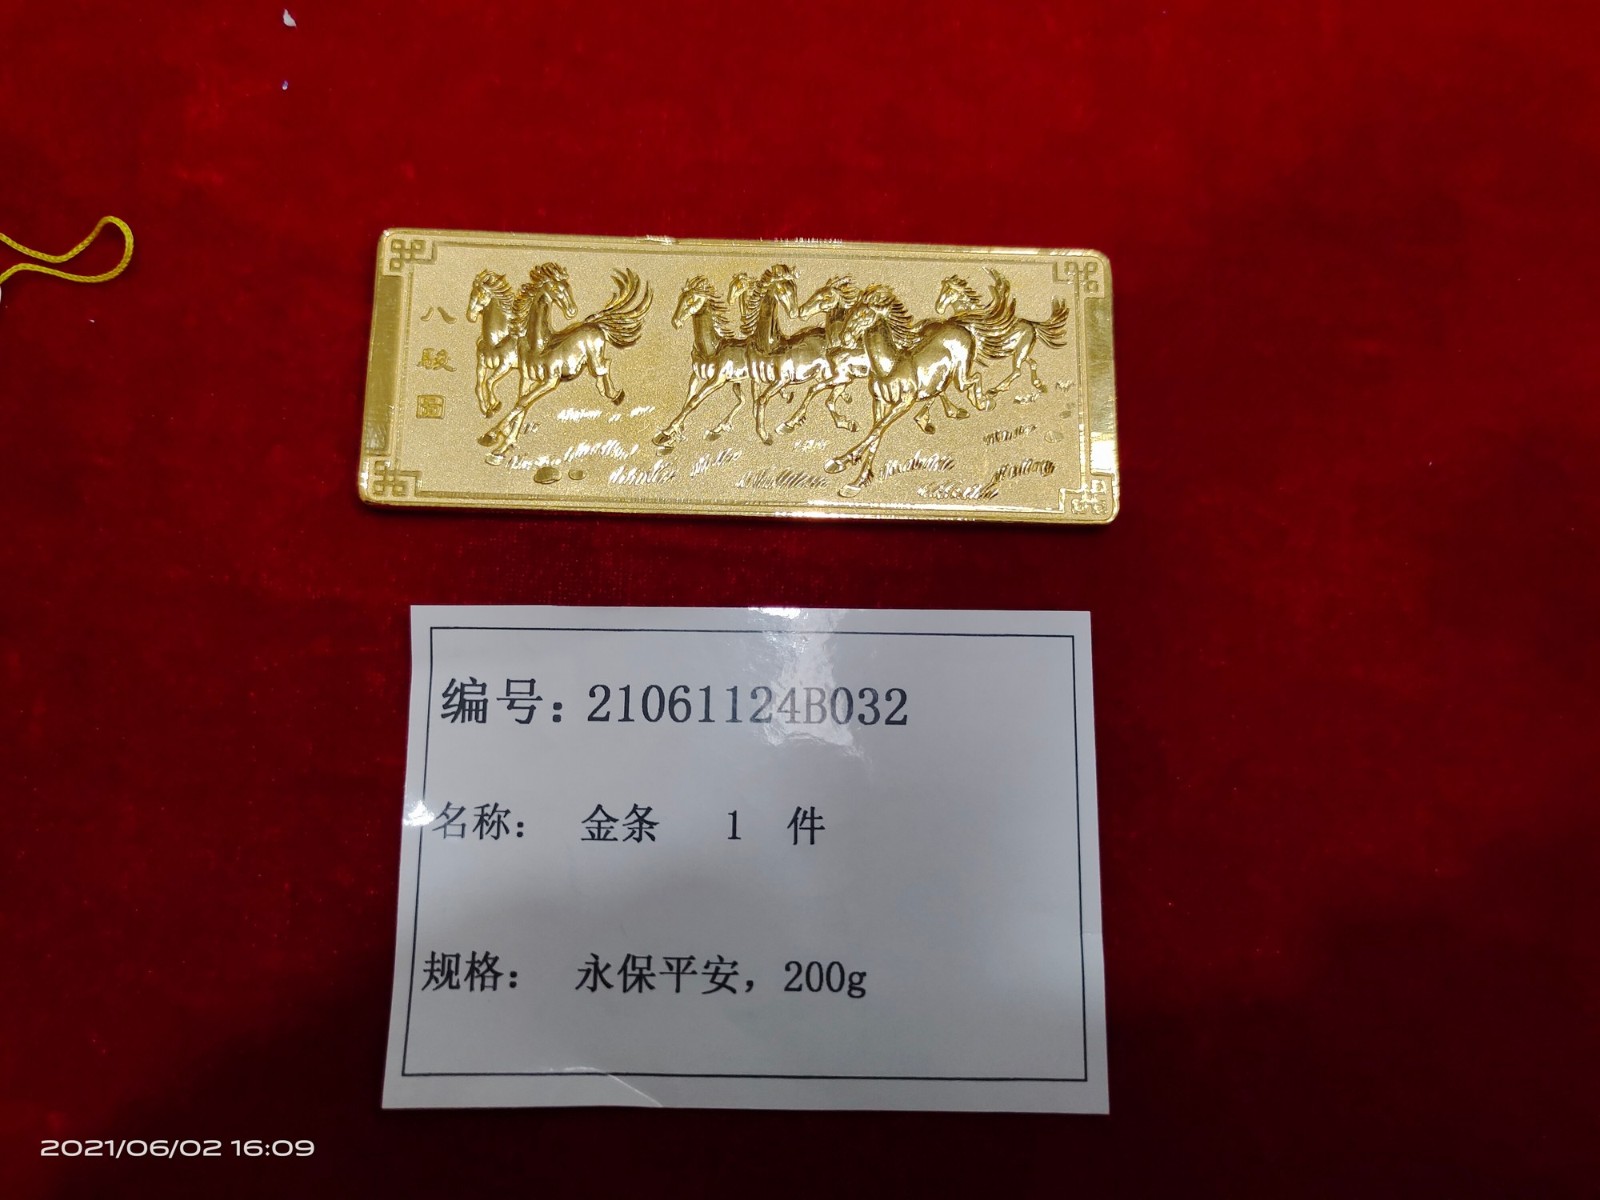 八
駿
圖
编号：21061124B032
名称： 金条 1 件
规格： 永保平安，200g
2021/06/02 16:09